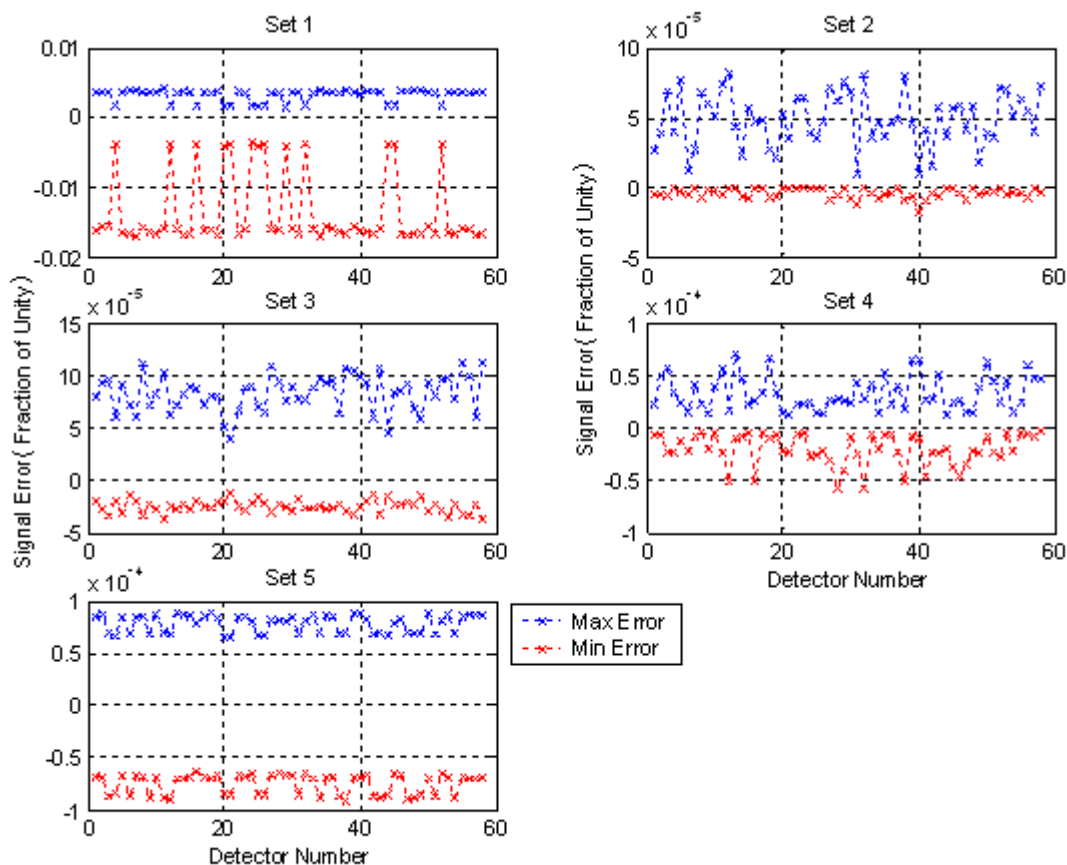 Set 1
0.01
0
-0.01
-0.02
0
20
40
60
Set 2
x 10⁻⁵
10
5
0
-5
0
20
40
60
Signal Error( Fraction of Unity)
Set 3
x 10⁻⁵
15
10
5
0
-5
0
20
40
60
Signal Error( Fraction of Unity)
Set 4
x 10⁻⁴
1
0.5
0
-0.5
-1
0
20
40
60
Detector Number
Set 5
x 10⁻⁴
1
0.5
0
-0.5
-1
0
20
40
60
Detector Number
Max Error
Min Error